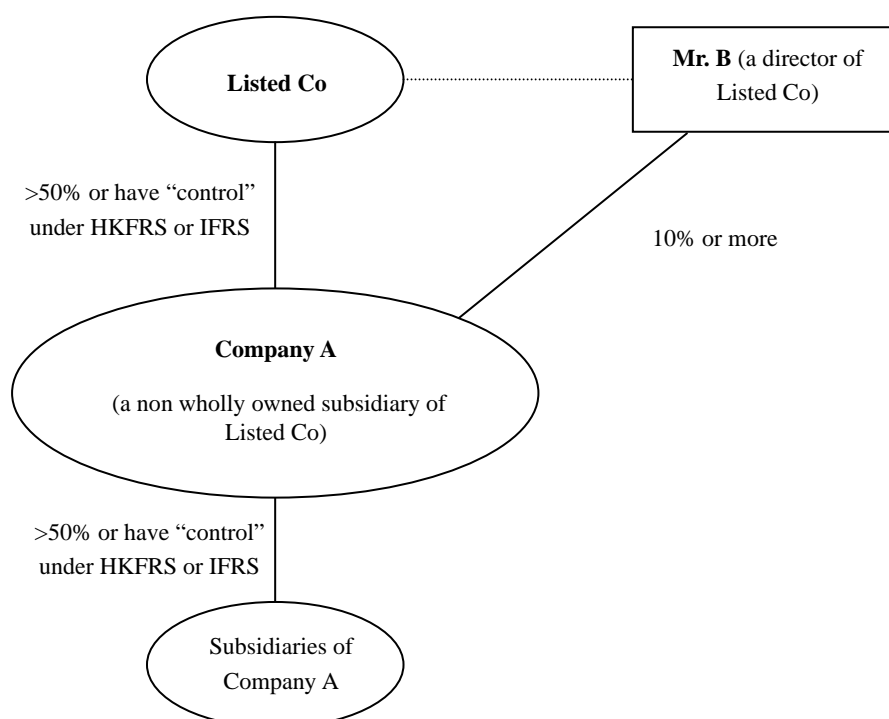 Listed Co
Mr. B (a director of
Listed Co)
>50% or have “control”
under HKFRS or IFRS
10% or more
Company A
(a non wholly owned subsidiary of
Listed Co)
>50% or have “control”
under HKFRS or IFRS
Subsidiaries of
Company A